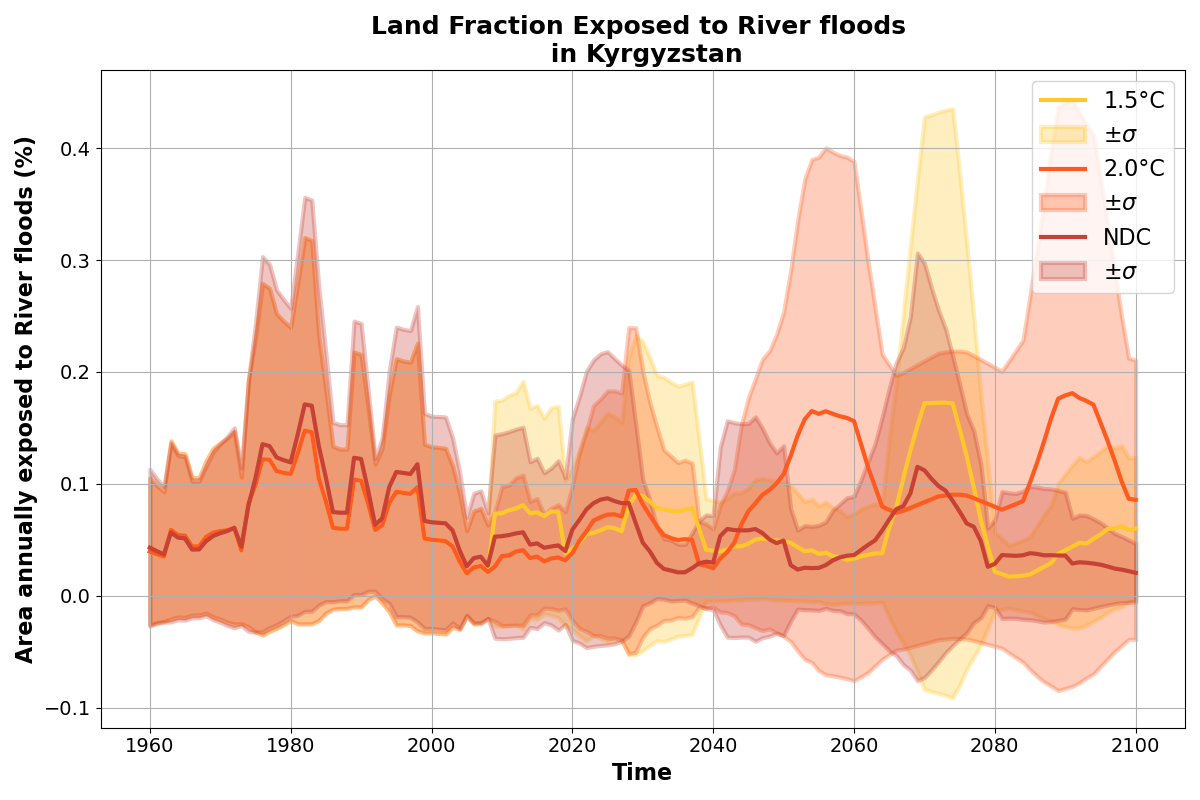 Land Fraction Exposed to River floods
in Kyrgyzstan
Area annually exposed to River floods (%)
0.4
0.3
0.2
0.1
0.0
−0.1
1960
1980
2000
2020
2040
2060
2080
2100
Time
1.5°C
±σ
2.0°C
±σ
NDC
±σ